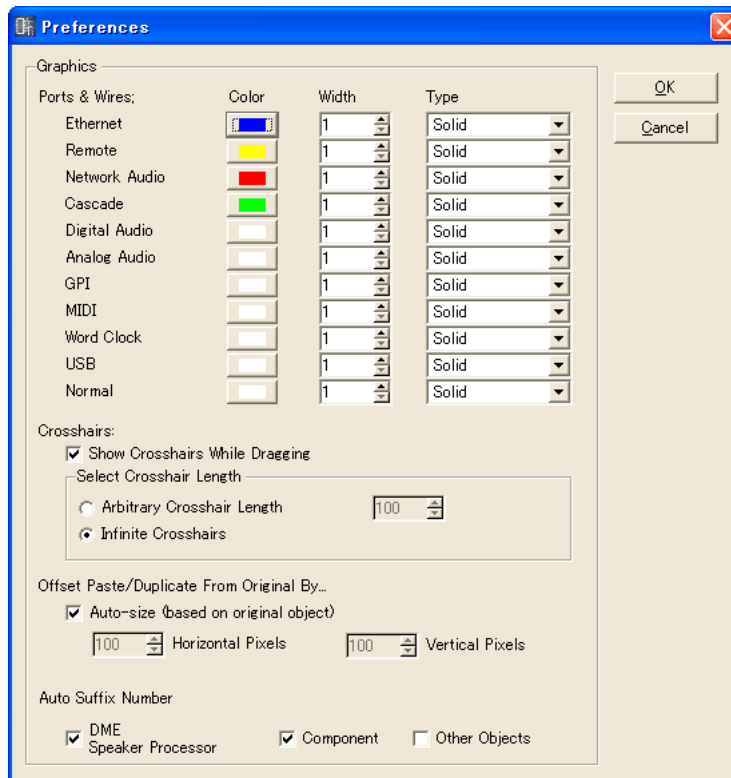 Preferences
Graphics
OK
Cancel
Ports & Wires; Color Width Type
Ethernet 1 Solid
Remote 1 Solid
Network Audio 1 Solid
Cascade 1 Solid
Digital Audio 1 Solid
Analog Audio 1 Solid
GPI 1 Solid
MIDI 1 Solid
Word Clock 1 Solid
USB 1 Solid
Normal 1 Solid
Crosshairs:
Show Crosshairs While Dragging
Select Crosshair Length
Arbitrary Crosshair Length 100
Infinite Crosshairs
Offset Paste/Duplicate From Original By...
Auto-size (based on original object)
100 Horizontal Pixels 100 Vertical Pixels
Auto Suffix Number
DME
Speaker Processor Component Other Objects